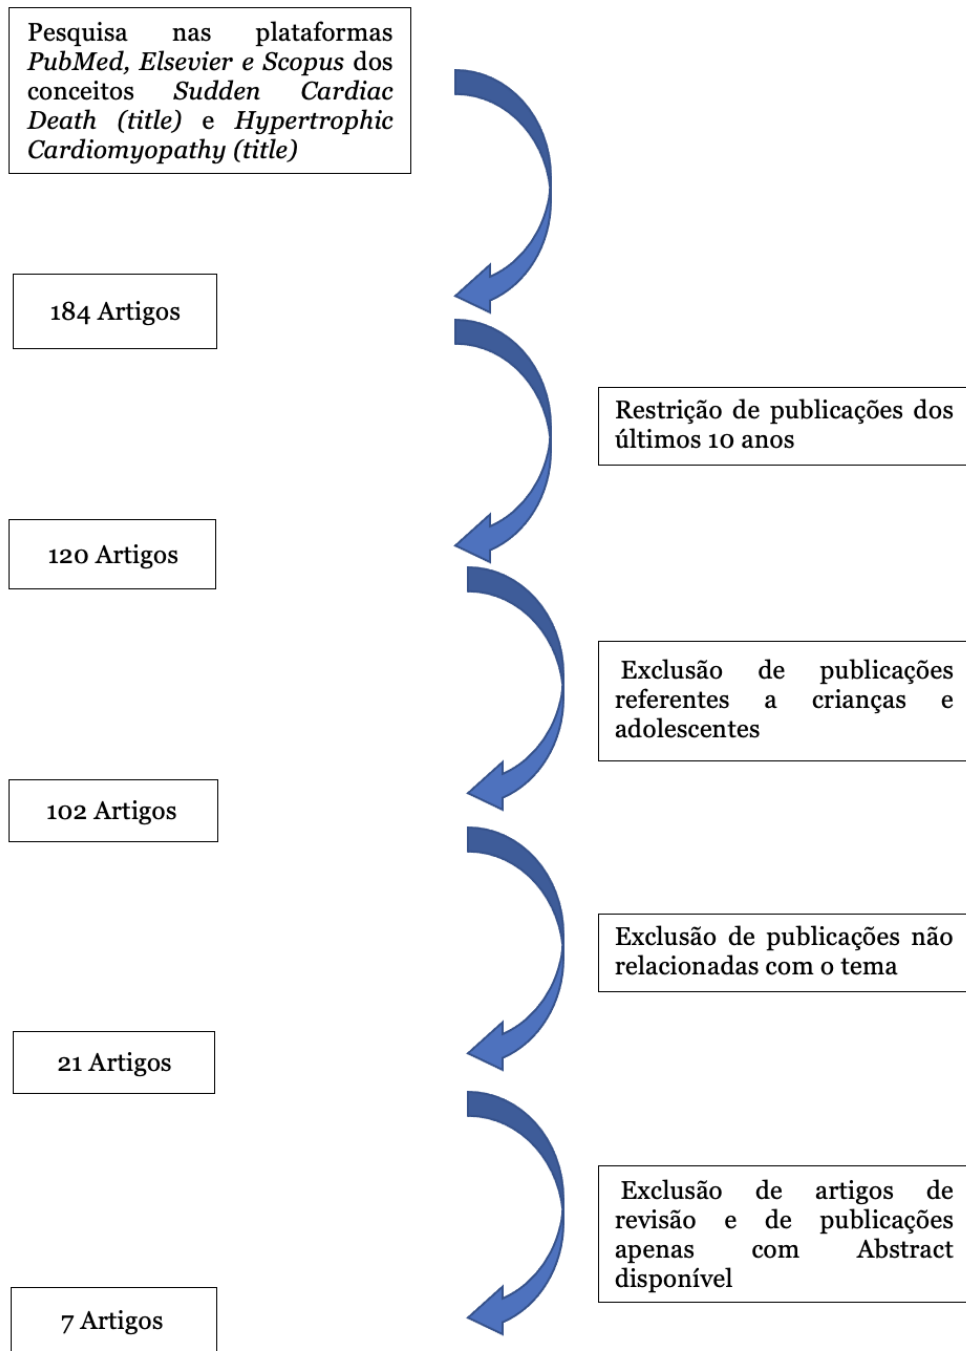 Pesquisa nas plataformas
PubMed, Elsevier e Scopus dos
conceitos Sudden Cardiac
Death (title) e Hypertrophic
Cardiomyopathy (title)
184 Artigos
Restrição de publicações dos
últimos 10 anos
120 Artigos
Exclusão de publicações
referentes a crianças e
adolescentes
102 Artigos
Exclusão de publicações não
relacionadas com o tema
21 Artigos
Exclusão de artigos de
revisão e de publicações
apenas com Abstract
disponível
7 Artigos